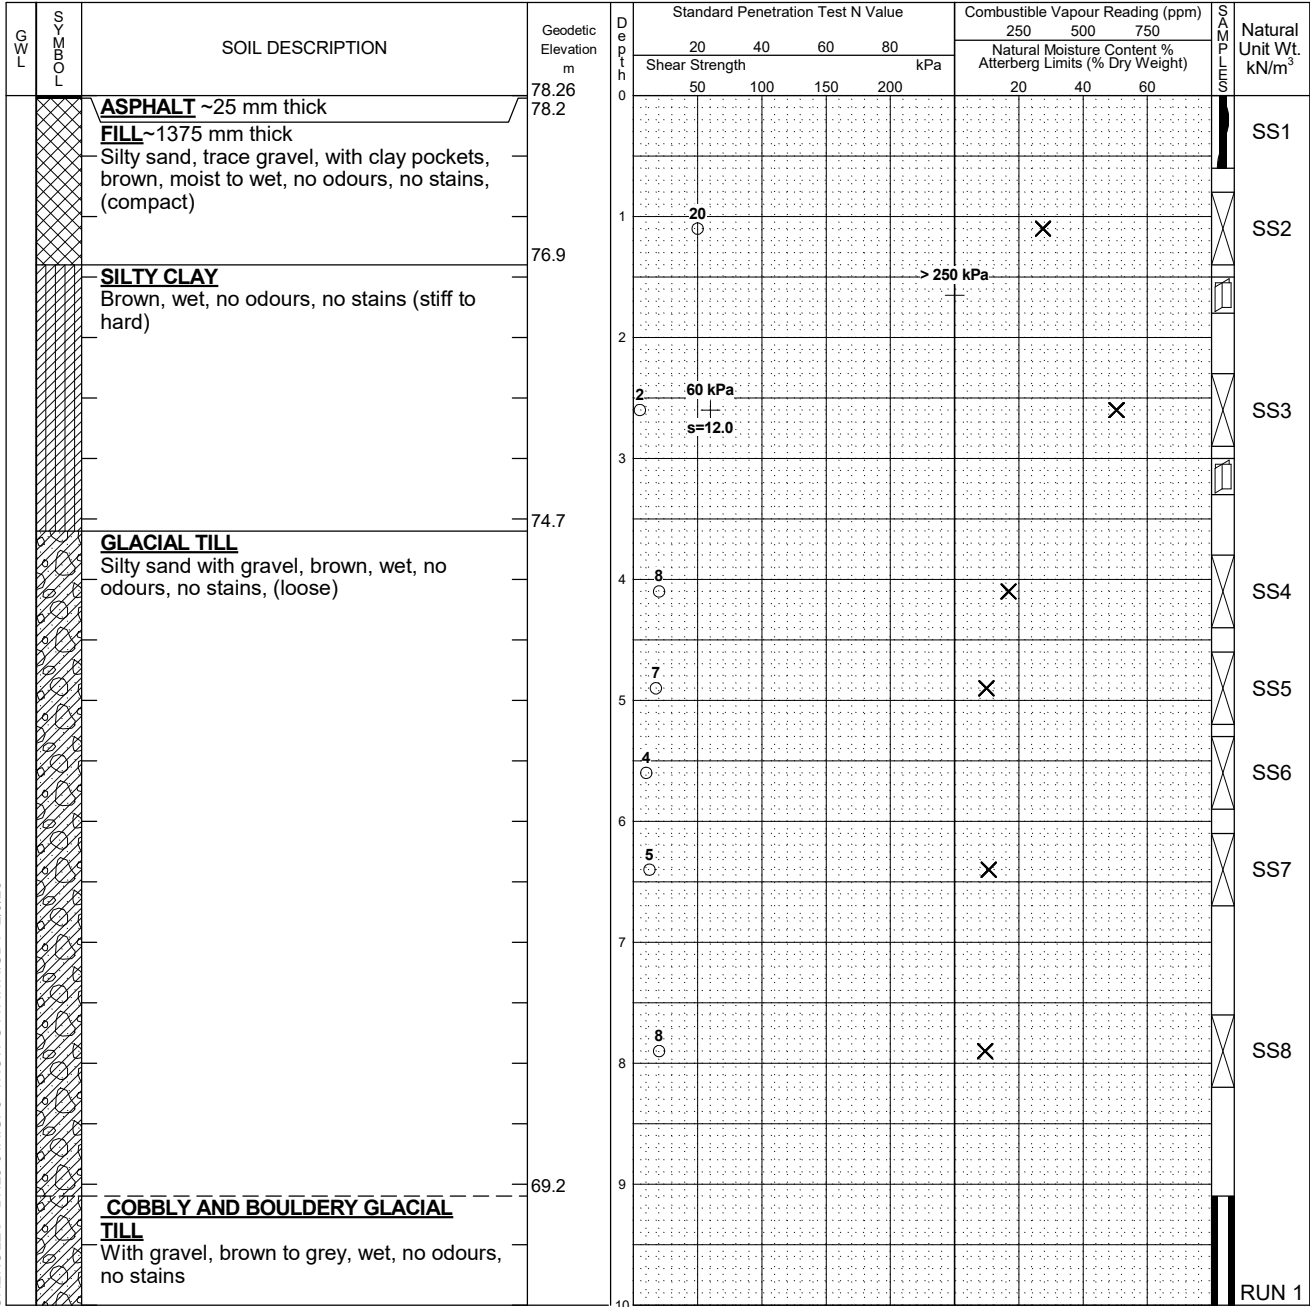 GWL
SYMBOL
SOIL DESCRIPTION
Geodetic
Elevation
m
78.26
Depth
Standard Penetration Test N Value
20 40 60 80
Shear Strength kPa
50 100 150 200
Combustible Vapour Reading (ppm)
250 500 750
Natural Moisture Content %
Atterberg Limits (% Dry Weight)
20 40 60
SAMPLES
Natural
Unit Wt.
kN/m³
0
ASPHALT ~25 mm thick
78.2
FILL~1375 mm thick
Silty sand, trace gravel, with clay pockets,
brown, moist to wet, no odours, no stains,
(compact)
SS1
20
1
SS2
76.9
SILTY CLAY
Brown, wet, no odours, no stains (stiff to
hard)
> 250 kPa
2
2
60 kPa
s=12.0
SS3
3
74.7
GLACIAL TILL
Silty sand with gravel, brown, wet, no
odours, no stains, (loose)
8
4
SS4
7
5
SS5
4
SS6
6
5
SS7
7
8
8
SS8
9
69.2
COBBLY AND BOULDERY GLACIAL
TILL
With gravel, brown to grey, wet, no odours,
no stains
RUN 1
10